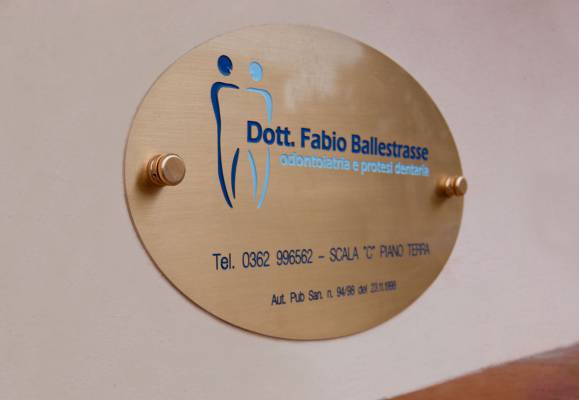 Dott. Fabio Ballestrasse
odontoiatria e protesi dentaria
Tel. 0362 996562 - SCALA "C" PIANO TERRA
Aut. Pub San. n. 94/98 del 23.11.1998